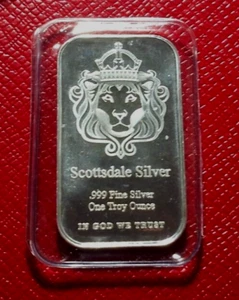 Scottsdale Silver
.999 Fine Silver
One Troy Ounce
IN GOD WE TRUST